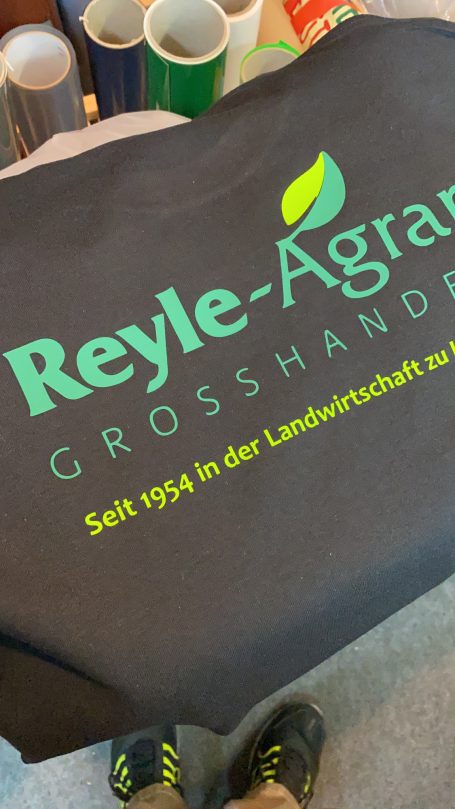 Reyle-Agrar
GROSSHANDE
Seit 1954 in der Landwirtschaft zu